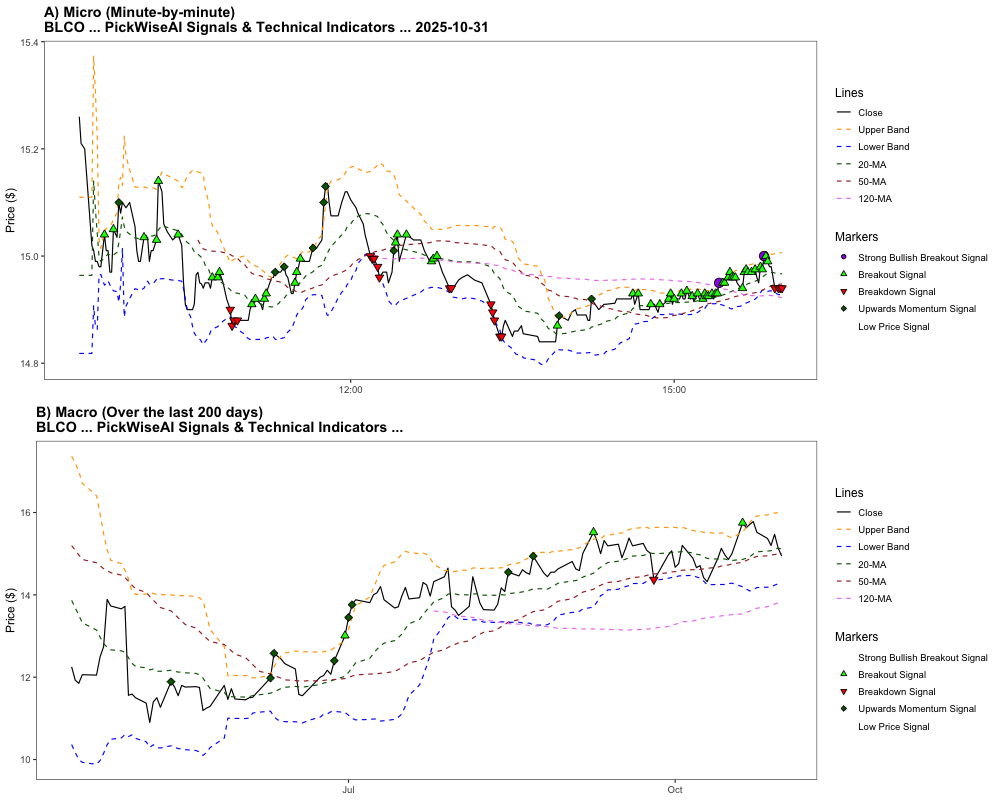 A) Micro (Minute-by-minute)
BLCO ... PickWiseAI Signals & Technical Indicators ... 2025-10-31
Price ($)
15.4
15.2
15.0
14.8
12:00
15:00
Lines
Close
Upper Band
Lower Band
20-MA
50-MA
120-MA
Markers
Strong Bullish Breakout Signal
Breakout Signal
Breakdown Signal
Upwards Momentum Signal
Low Price Signal
B) Macro (Over the last 200 days)
BLCO ... PickWiseAI Signals & Technical Indicators ...
Price ($)
16
14
12
10
Jul
Oct
Lines
Close
Upper Band
Lower Band
20-MA
50-MA
120-MA
Markers
Strong Bullish Breakout Signal
Breakout Signal
Breakdown Signal
Upwards Momentum Signal
Low Price Signal